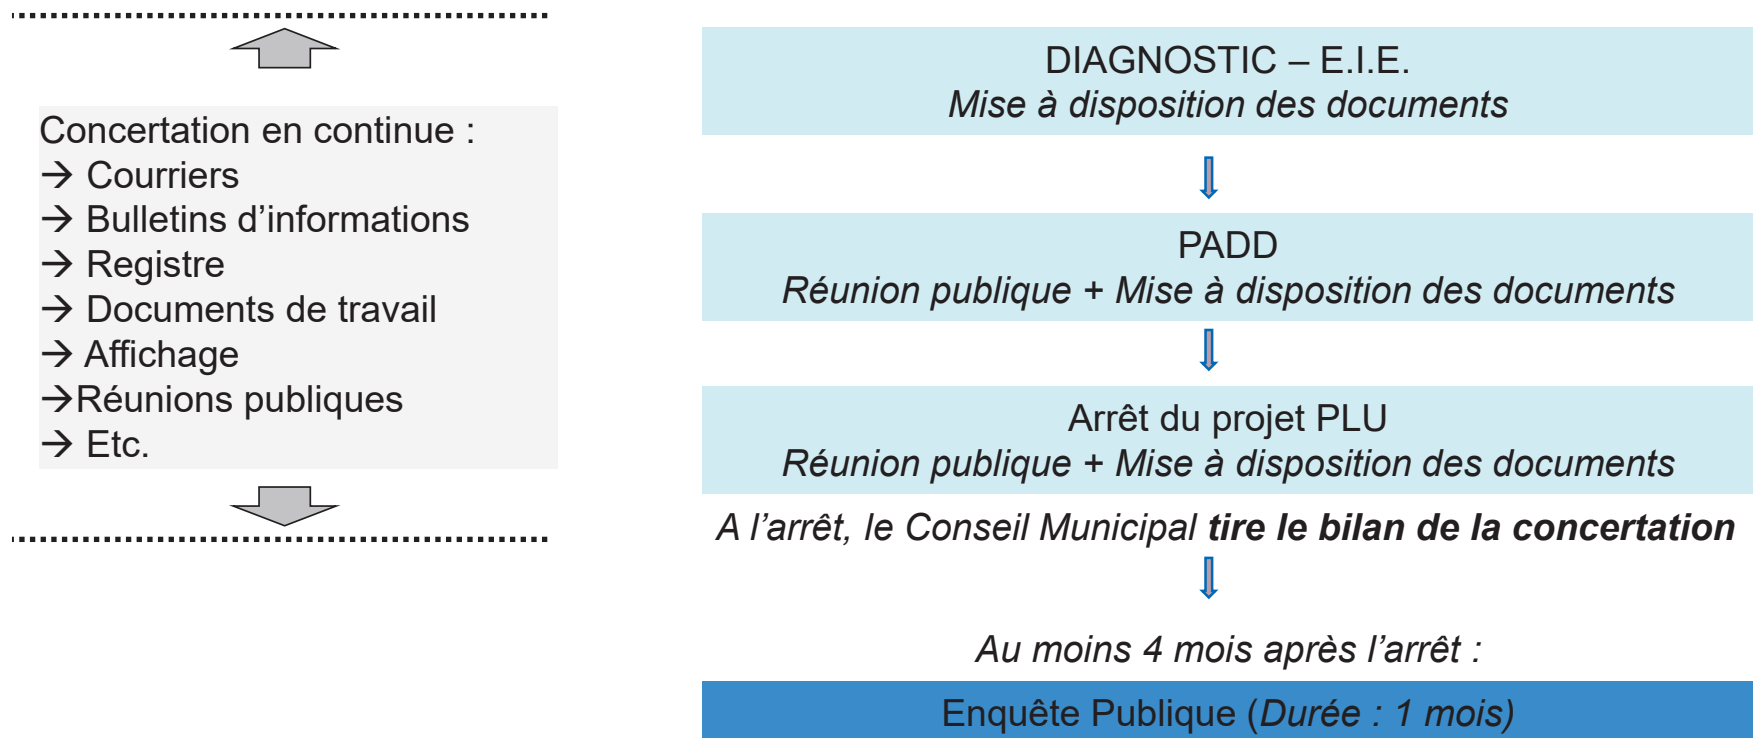 Concertation en continue :
→ Courriers
→ Bulletins d’informations
→ Registre
→ Documents de travail
→ Affichage
→Réunions publiques
→ Etc.
DIAGNOSTIC – E.I.E.
Mise à disposition des documents
PADD
Réunion publique + Mise à disposition des documents
Arrêt du projet PLU
Réunion publique + Mise à disposition des documents
A l’arrêt, le Conseil Municipal tire le bilan de la concertation
Au moins 4 mois après l’arrêt :
Enquête Publique (Durée : 1 mois)